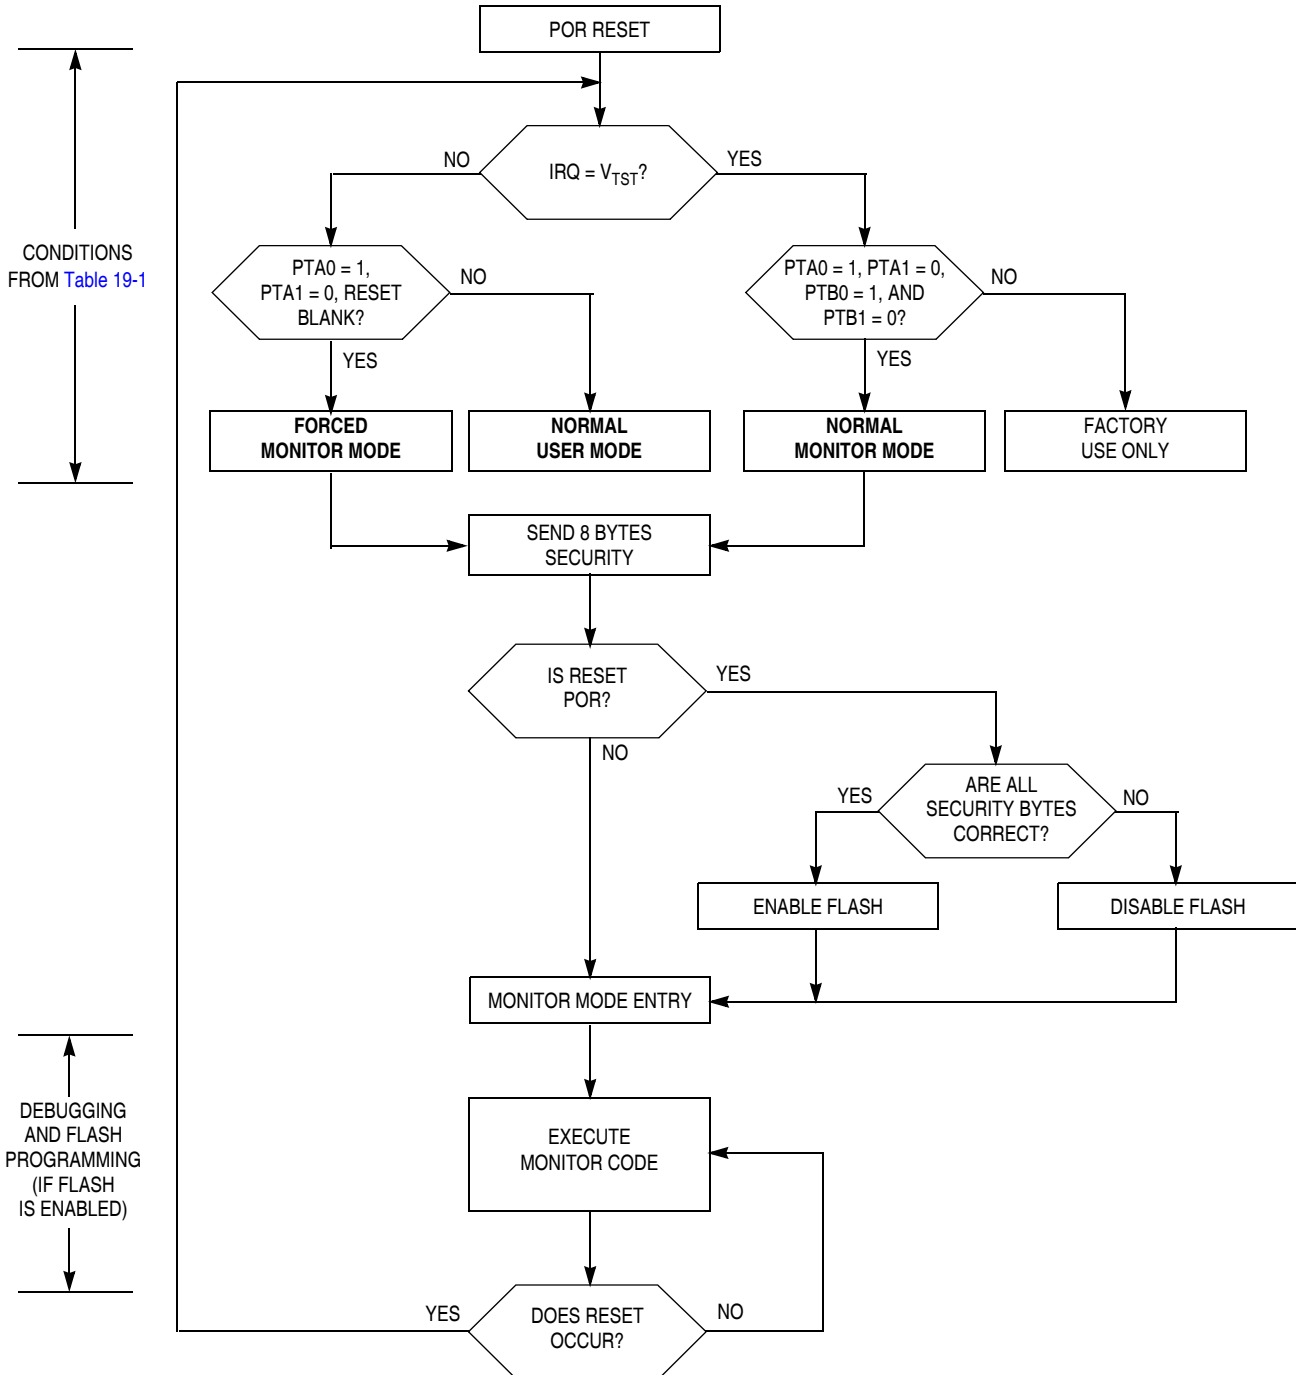 POR RESET
IRQ = VTST?
NO
YES
CONDITIONS
FROM Table 19-1
PTA0 = 1,
PTA1 = 0, RESET
BLANK?
NO
YES
PTA0 = 1, PTA1 = 0,
PTB0 = 1, AND
PTB1 = 0?
NO
YES
FORCED
MONITOR MODE
NORMAL
USER MODE
NORMAL
MONITOR MODE
FACTORY
USE ONLY
SEND 8 BYTES
SECURITY
IS RESET
POR?
YES
NO
ARE ALL
SECURITY BYTES
CORRECT?
YES
NO
ENABLE FLASH
DISABLE FLASH
MONITOR MODE ENTRY
DEBUGGING
AND FLASH
PROGRAMMING
(IF FLASH
IS ENABLED)
EXECUTE
MONITOR CODE
DOES RESET
OCCUR?
YES
NO